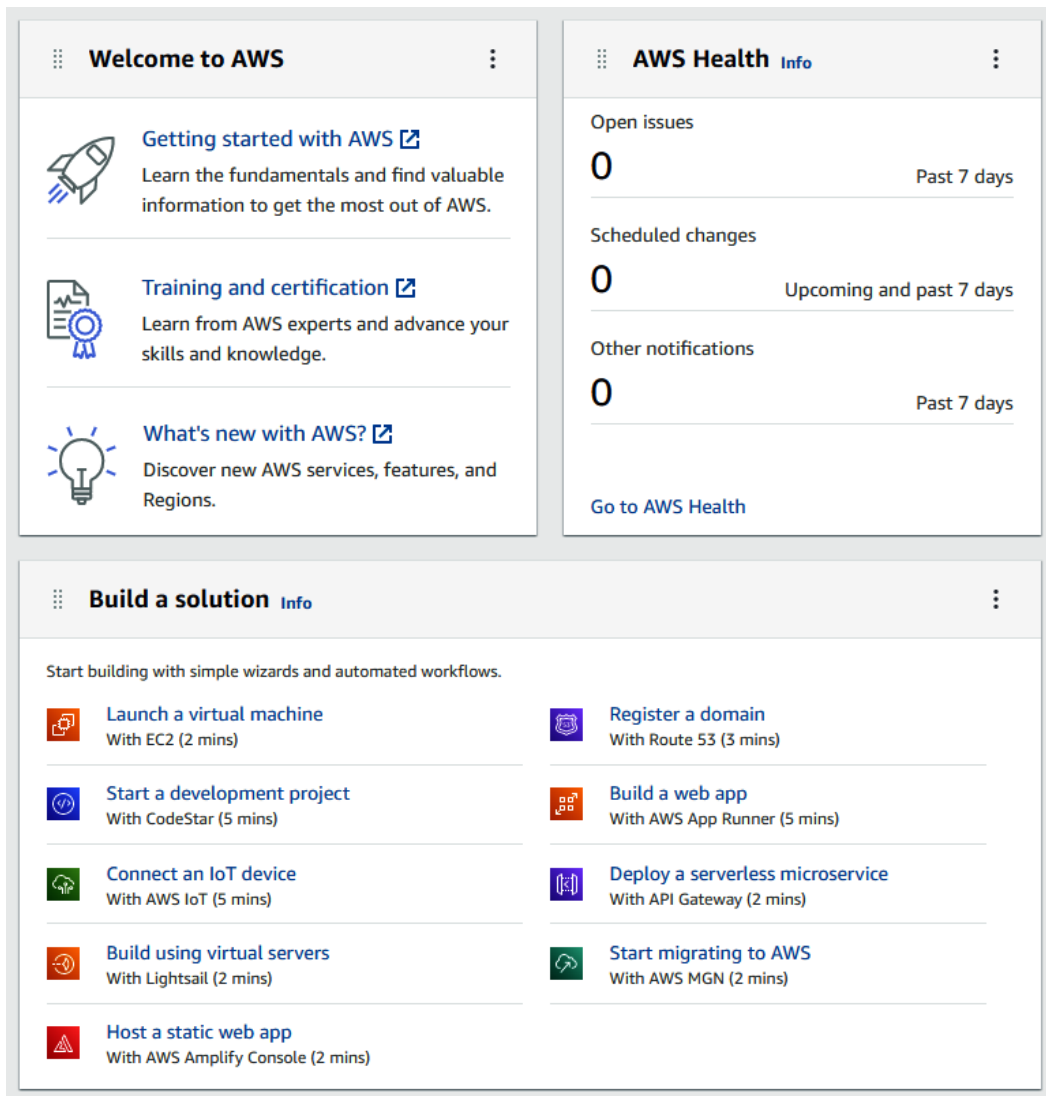 Welcome to AWS
Getting started with AWS
Learn the fundamentals and find valuable
information to get the most out of AWS.
Training and certification
Learn from AWS experts and advance your
skills and knowledge.
What's new with AWS?
Discover new AWS services, features, and
Regions.
AWS Health Info
Open issues
0 Past 7 days
Scheduled changes
0 Upcoming and past 7 days
Other notifications
0 Past 7 days
Go to AWS Health
Build a solution Info
Start building with simple wizards and automated workflows.
Launch a virtual machine
With EC2 (2 mins)
Start a development project
With CodeStar (5 mins)
Connect an IoT device
With AWS IoT (5 mins)
Build using virtual servers
With Lightsail (2 mins)
Host a static web app
With AWS Amplify Console (2 mins)
Register a domain
With Route 53 (3 mins)
Build a web app
With AWS App Runner (5 mins)
Deploy a serverless microservice
With API Gateway (2 mins)
Start migrating to AWS
With AWS MGN (2 mins)